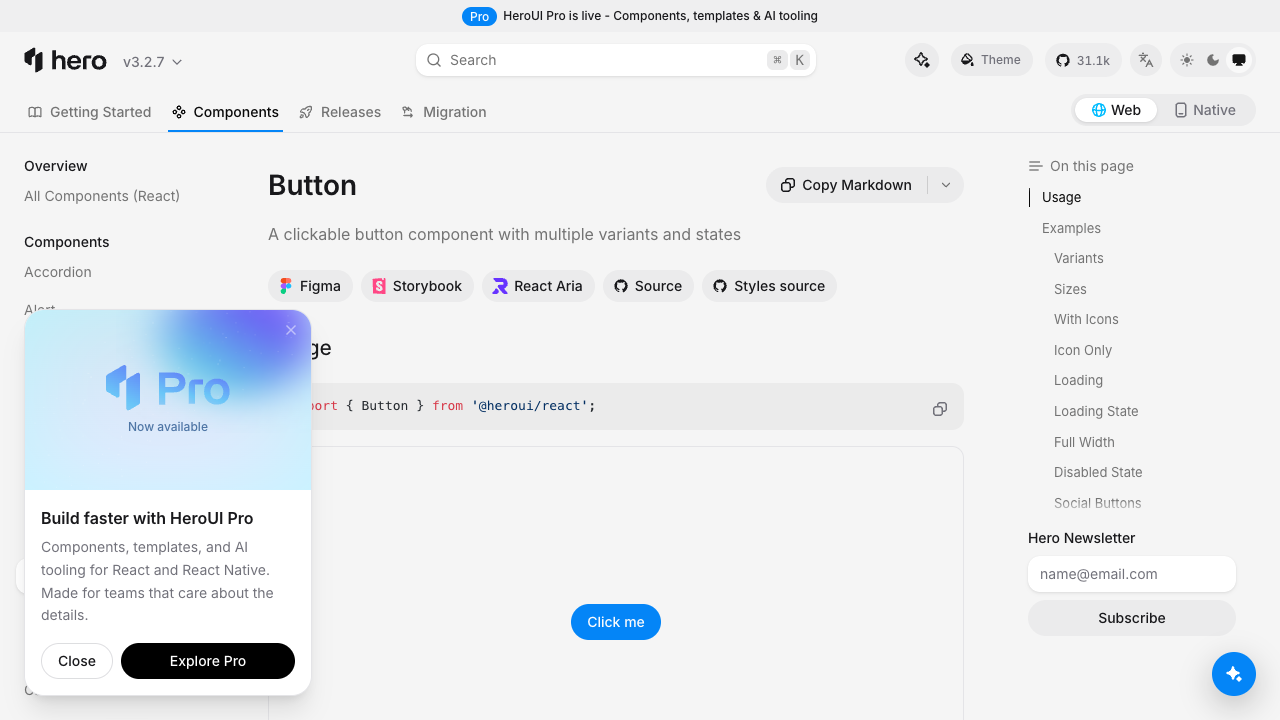 Pro HeroUI Pro is live - Components, templates & AI tooling
hero v3.2.7
Search ⌘ K
Theme
31.1k
Getting Started Components Releases Migration
Web Native
Overview
All Components (React)
Components
Accordion
Alert
Button
Copy Markdown
A clickable button component with multiple variants and states
Figma Storybook React Aria Source Styles source
ge
port { Button } from '@heroui/react';
Click me
Pro
Now available
Build faster with HeroUI Pro
Components, templates, and AI
tooling for React and React Native.
Made for teams that care about the
details.
Close Explore Pro
On this page
Usage
Examples
Variants
Sizes
With Icons
Icon Only
Loading
Loading State
Full Width
Disabled State
Social Buttons
Hero Newsletter
name@email.com
Subscribe